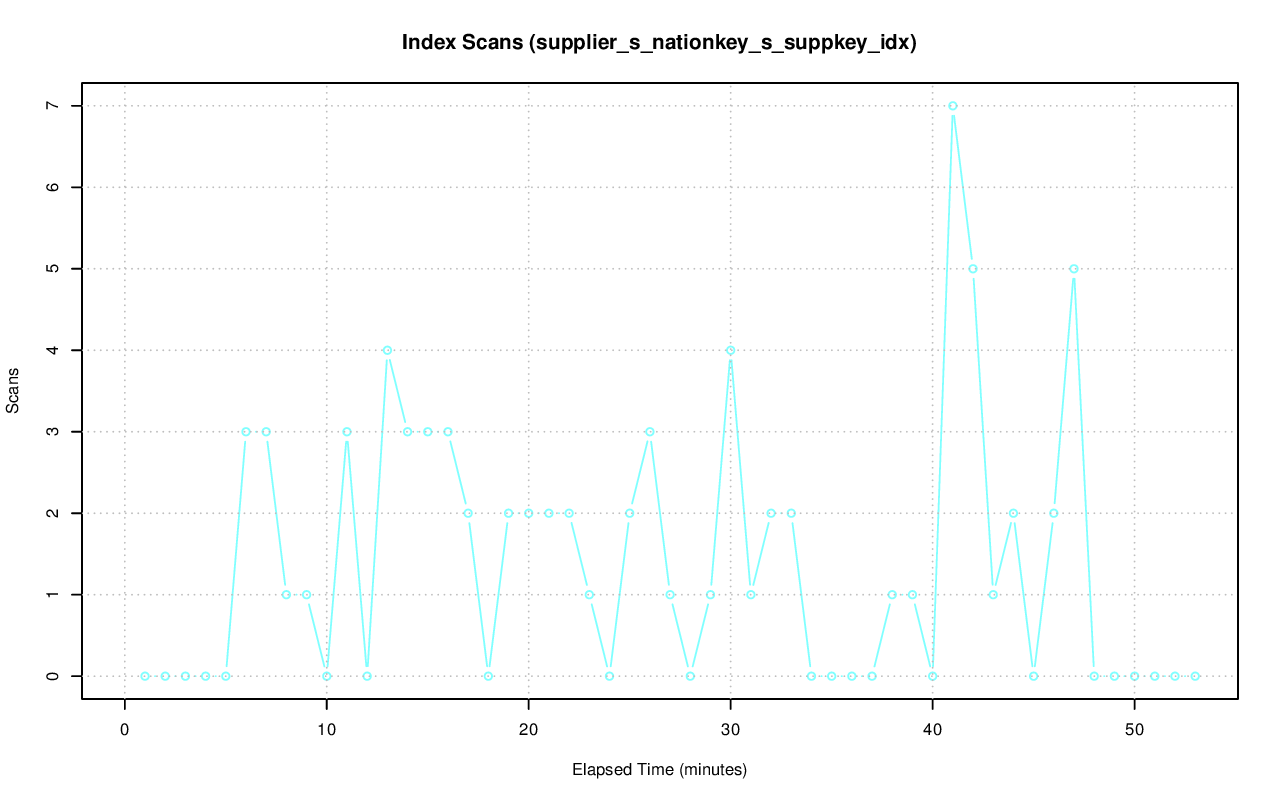 Index Scans (supplier_s_nationkey_s_suppkey_idx)
7
6
5
4
3
2
1
0
Scans
0 10 20 30 40 50
Elapsed Time (minutes)